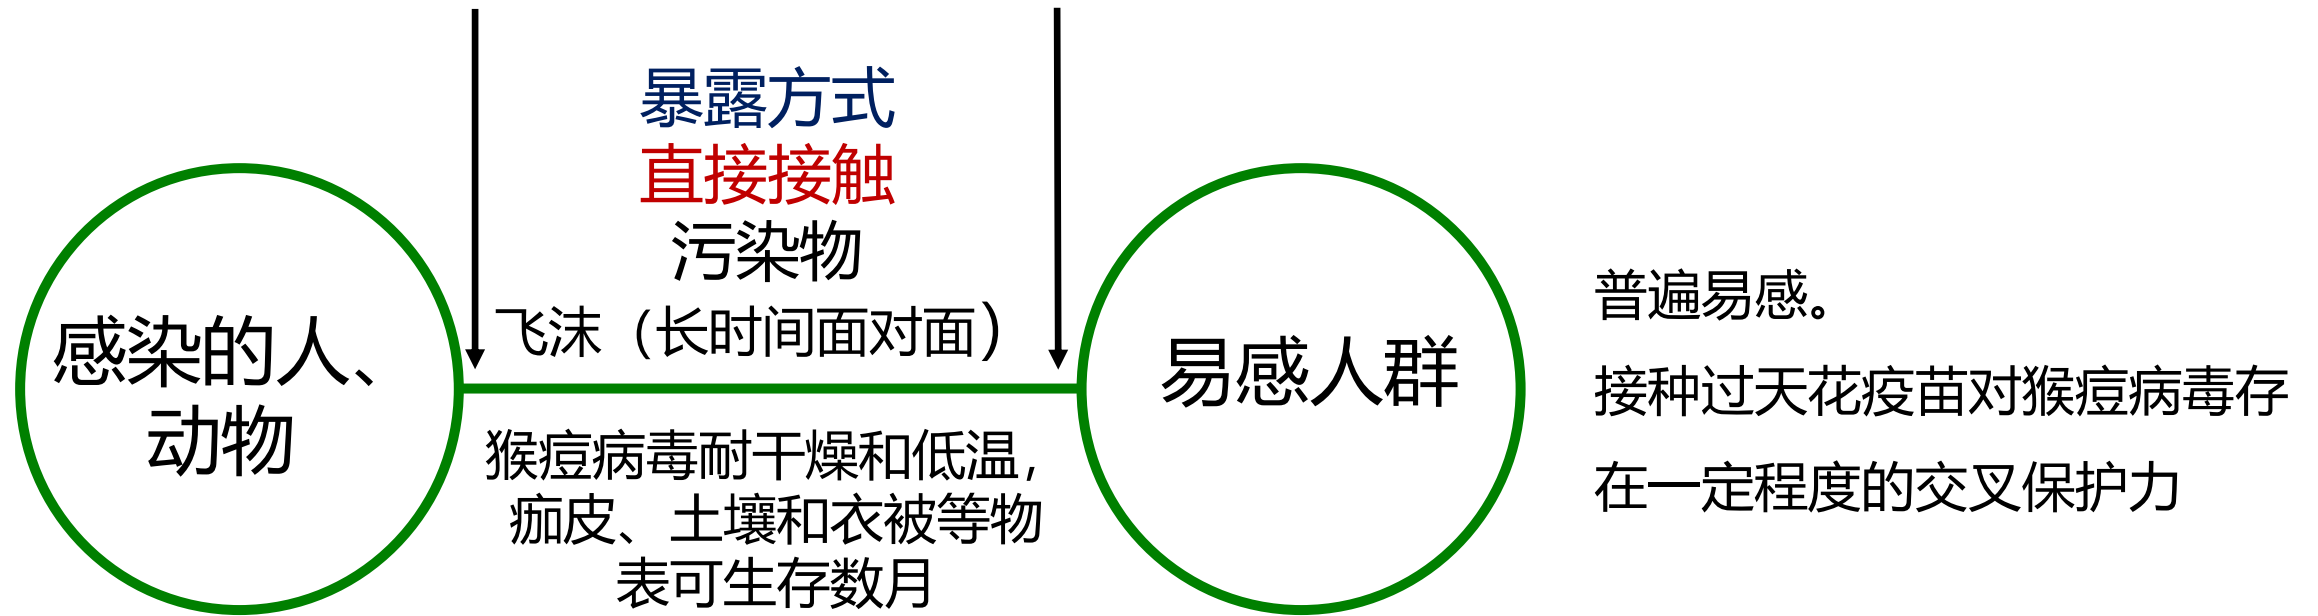 暴露方式
直接接触
污染物
飞沫（长时间面对面）
感染的人、
动物
易感人群
猴痘病毒耐干燥和低温，
痂皮、土壤和衣被等物
表可生存数月
普遍易感。
接种过天花疫苗对猴痘病毒存
在一定程度的交叉保护力